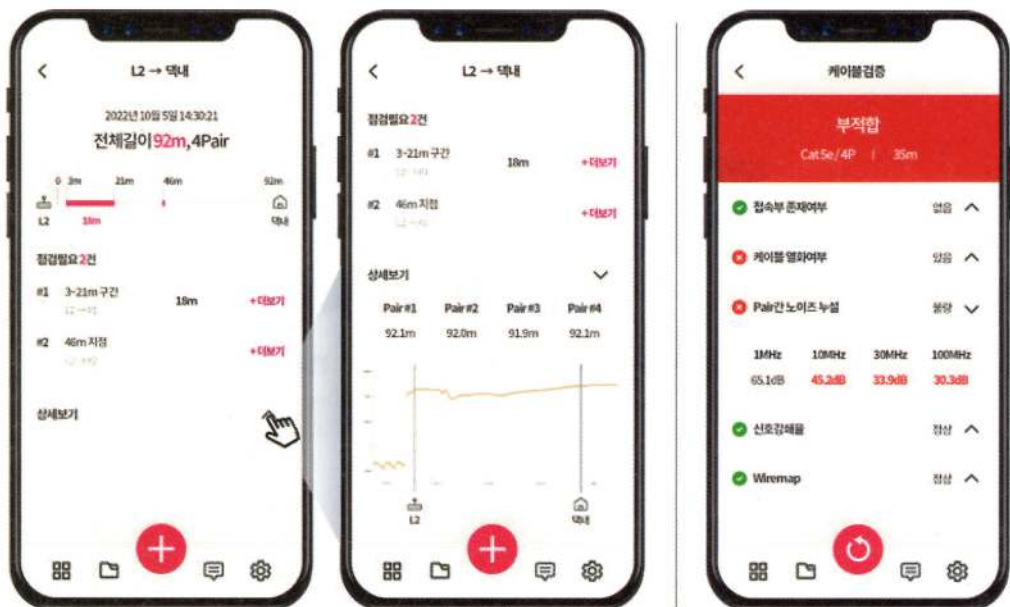 L2 → 댁내
2022년 10월 5일 14:30:21
전체길이 92m, 4Pair
0 3m 21m 46m 92m
L2 18m 댁내
점검필요 2건
#1 3~21m 구간 18m +더보기
#2 46m 지점 +더보기
상세보기
L2 → 댁내
점검필요 2건
#1 3~21m 구간 18m +더보기
#2 46m 지점 +더보기
상세보기
Pair#1 Pair#2 Pair#3 Pair#4
92.1m 92.0m 91.9m 92.1m
L2 댁내
케이블검증
부적합
Cat5e/4P | 35m
접속부 존재여부 없음
케이블 열화여부 있음
Pair간 노이즈 누설 불량
1MHz 10MHz 30MHz 100MHz
65.1dB 45.2dB 33.9dB 30.3dB
신호감쇄율 정상
Wiremap 정상